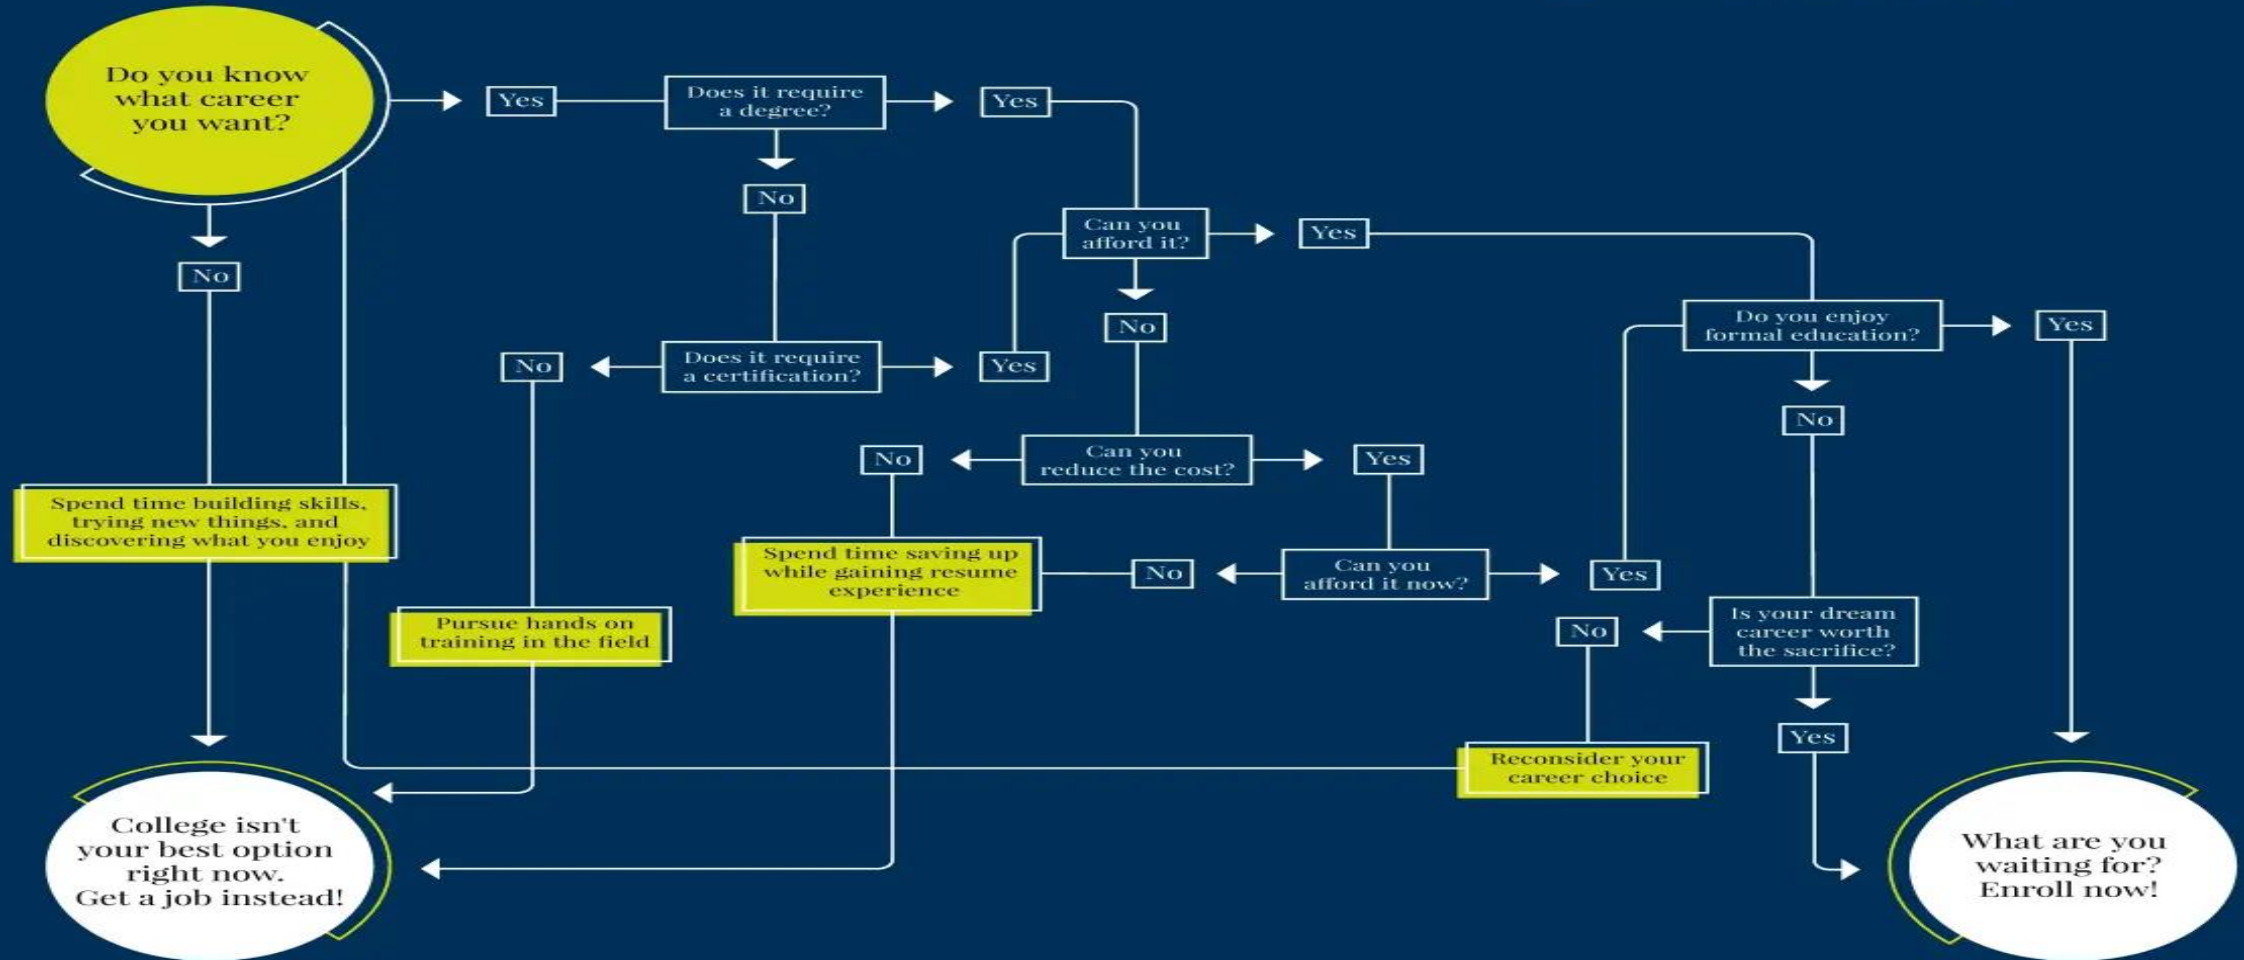 Do you know
what career
you want?
Yes
Does it require
a degree?
Yes
No
Can you
afford it?
Yes
No
No
Do you enjoy
formal education?
Yes
No
Does it require
a certification?
Yes
No
Can you
reduce the cost?
No
Yes
Spend time building skills,
trying new things, and
discovering what you enjoy
Spend time saving up
while gaining resume
experience
No
Can you
afford it now?
Yes
Pursue hands on
training in the field
No
Is your dream
career worth
the sacrifice?
Yes
Reconsider your
career choice
College isn't
your best option
right now.
Get a job instead!
What are you
waiting for?
Enroll now!